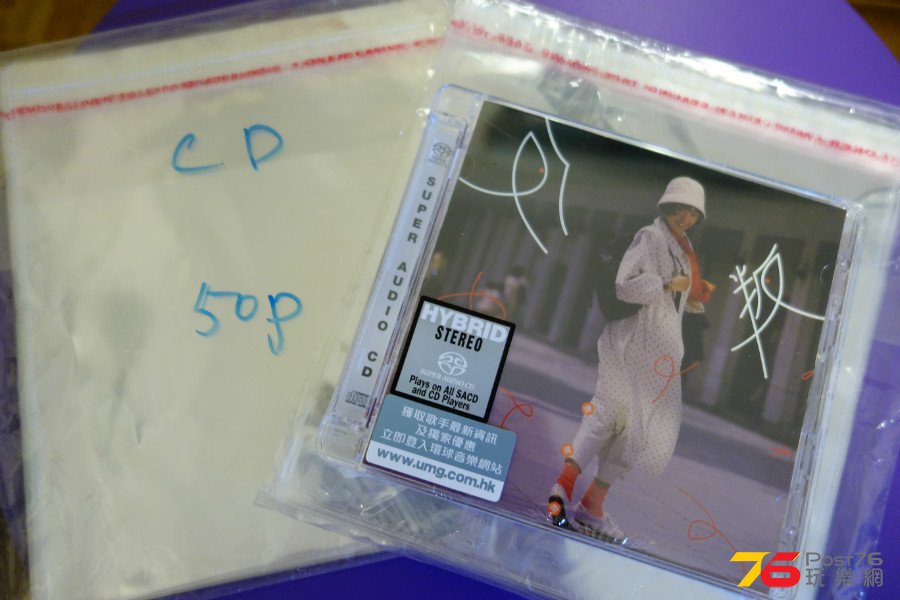 CD
50p
SUPER AUDIO CD
HYBRID
STEREO
SUPER AUDIO CD
Plays on All SACD
and CD Players
獲取歌手最新資訊
及獨家優惠
立即登入環球音樂網站
www.umg.com.hk
76 Post76
玩樂網